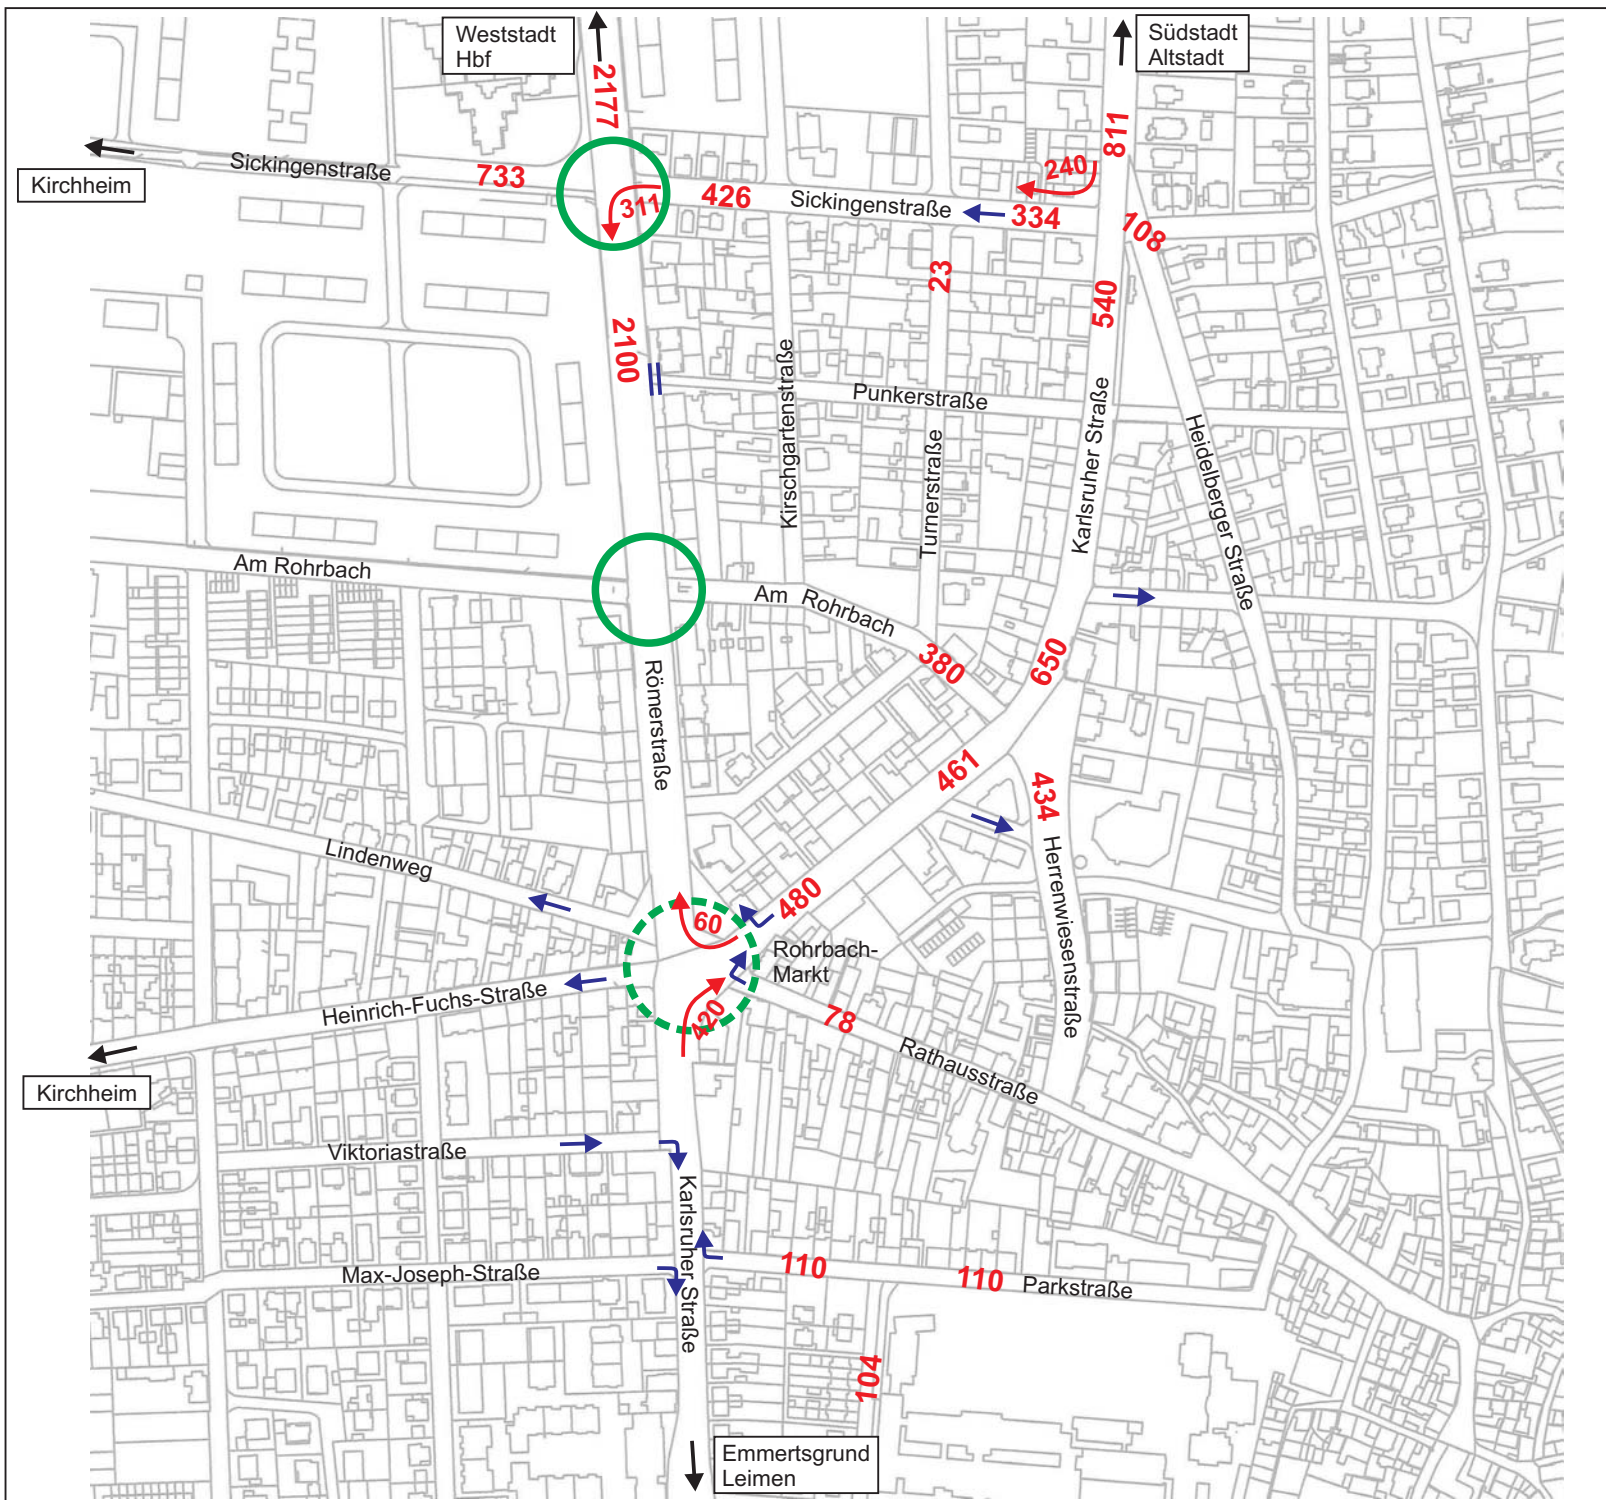 Weststadt
Hbf
Südstadt
Altstadt
2177
811
Kirchheim
Sickingenstraße
733
240
311
426
Sickingenstraße
334
108
23
540
2100
Punkerstraße
Kirschgartenstraße
Turnerstraße
Karlsruher Straße
Heidelberger Straße
Am Rohrbach
Am Rohrbach
380
650
Römerstraße
461
434
Lindenweg
Herrenwiesenstraße
480
60
Rohrbach-
Markt
Heinrich-Fuchs-Straße
420
78
Rathausstraße
Kirchheim
Viktoriastraße
Karlsruher Straße
110
110
Parkstraße
Max-Joseph-Straße
104
Emmertsgrund
Leimen